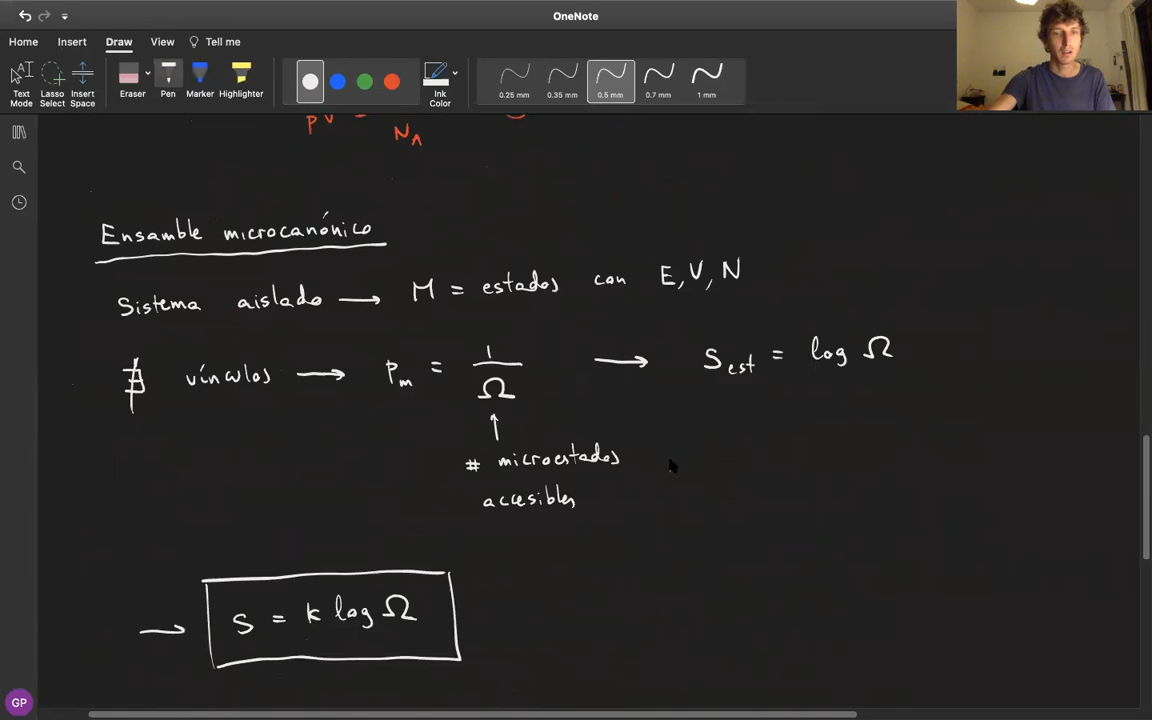 OneNote
Home Insert Draw View Tell me
Text Mode Lasso Select Insert Space Eraser Pen Marker Highlighter Ink Color 0.25 mm 0.35 mm 0.5 mm 0.7 mm 1 mm
Ensamble microcanónico
Sistema aislado → M = estados con E, V, N
∄ vínculos → Pm = 1/Ω → Sest = log Ω
↑
# microestados
accesibles
→ S = k log Ω
GP